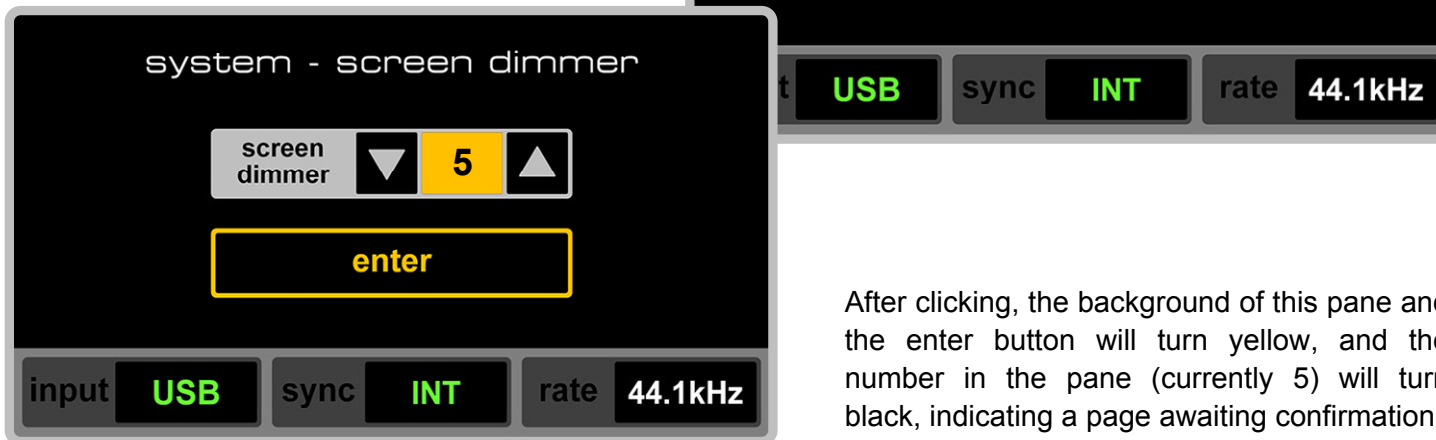 system - screen dimmer
screen
dimmer
5
enter
input USB sync INT rate 44.1kHz
USB sync INT rate 44.1kHz
After clicking, the background of this pane
the enter button will turn yellow, and
number in the pane (currently 5) will
black, indicating a page awaiting confirmation